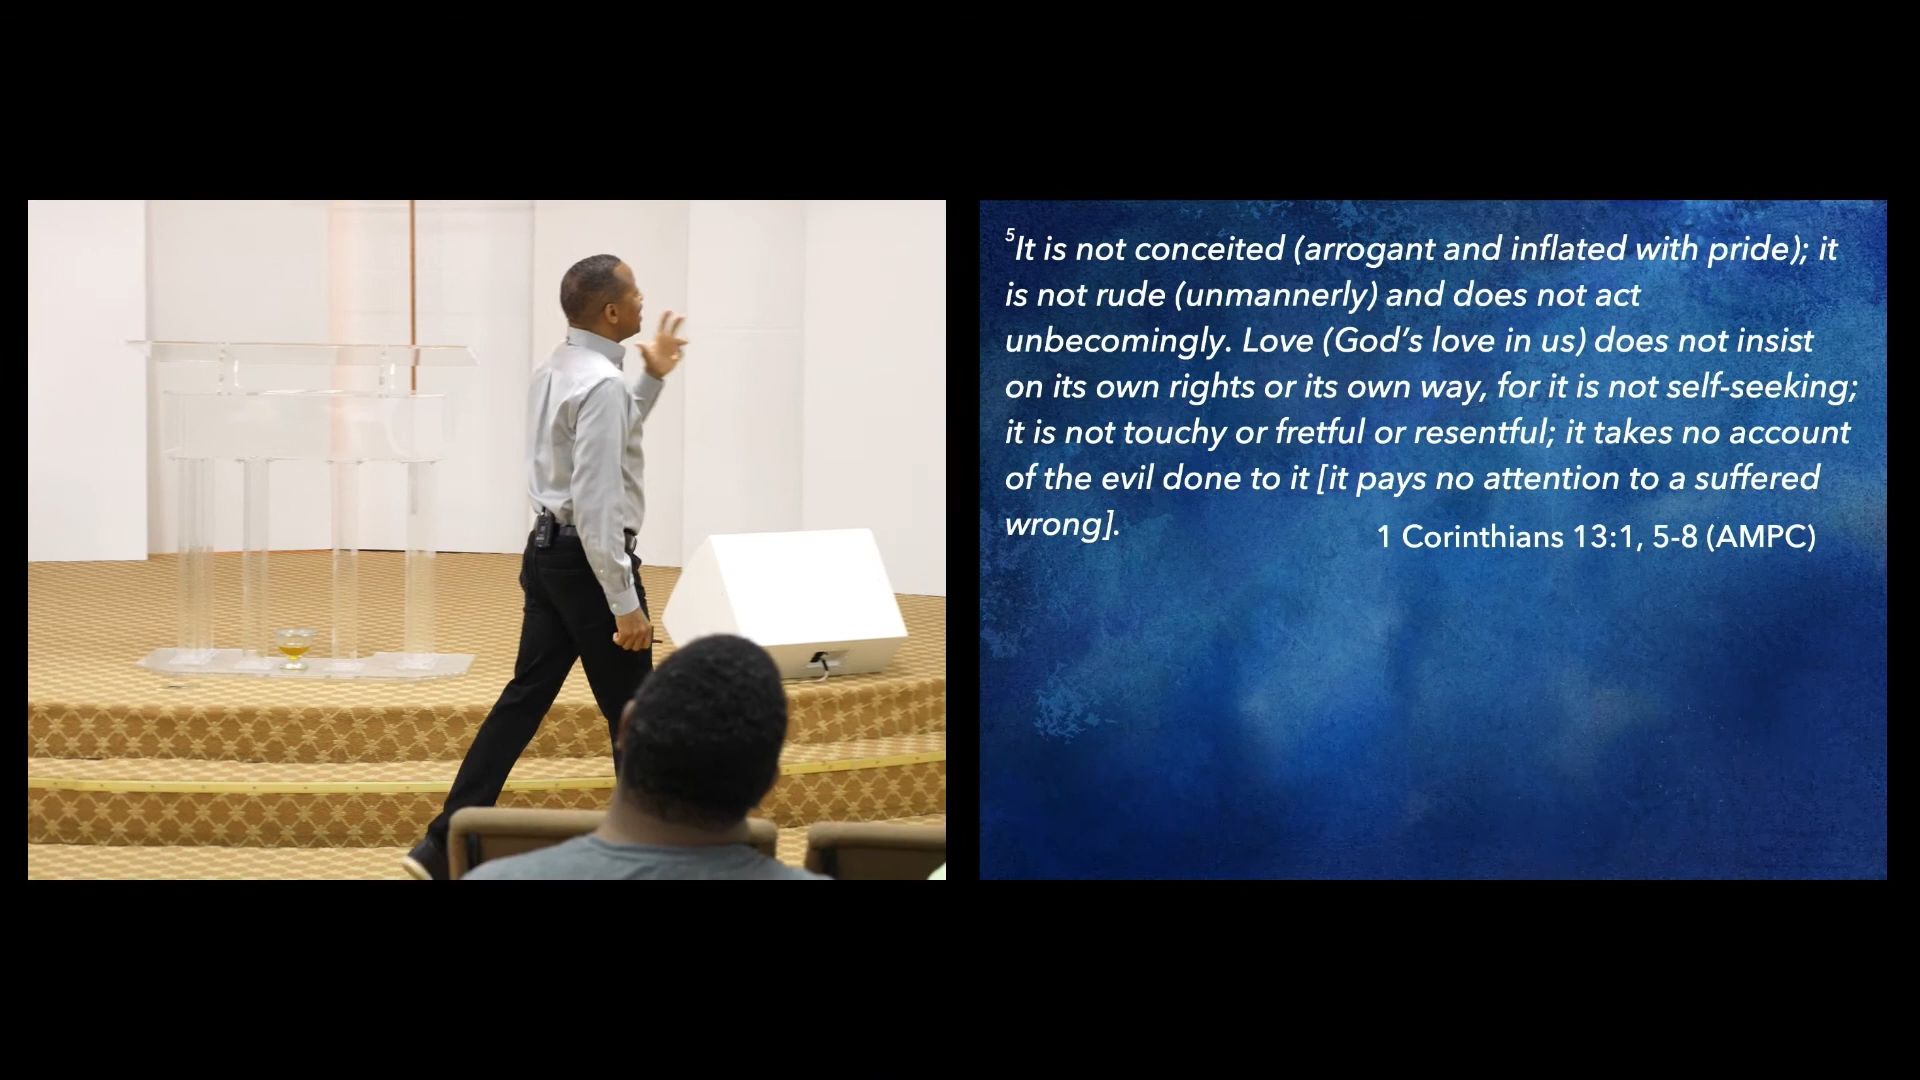 5It is not conceited (arrogant and inflated with pride); it
is not rude (unmannerly) and does not act
unbecomingly. Love (God’s love in us) does not insist
on its own rights or its own way, for it is not self-seeking;
it is not touchy or fretful or resentful; it takes no account
of the evil done to it [it pays no attention to a suffered
wrong].
1 Corinthians 13:1, 5-8 (AMPC)